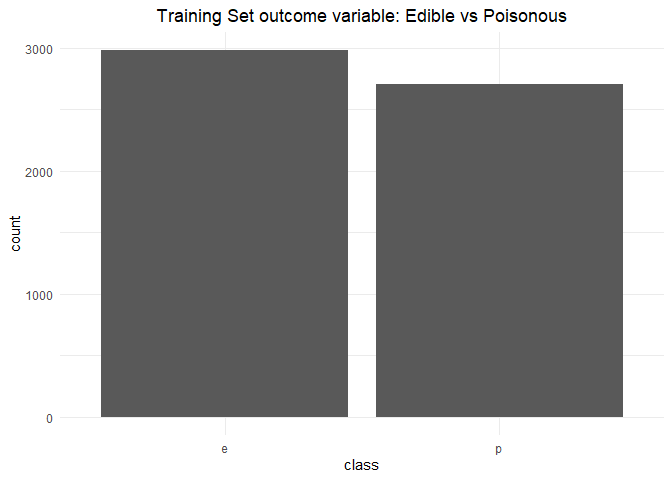 Training Set outcome variable: Edible vs Poisonous
3000
2000
1000
0
count
e
p
class